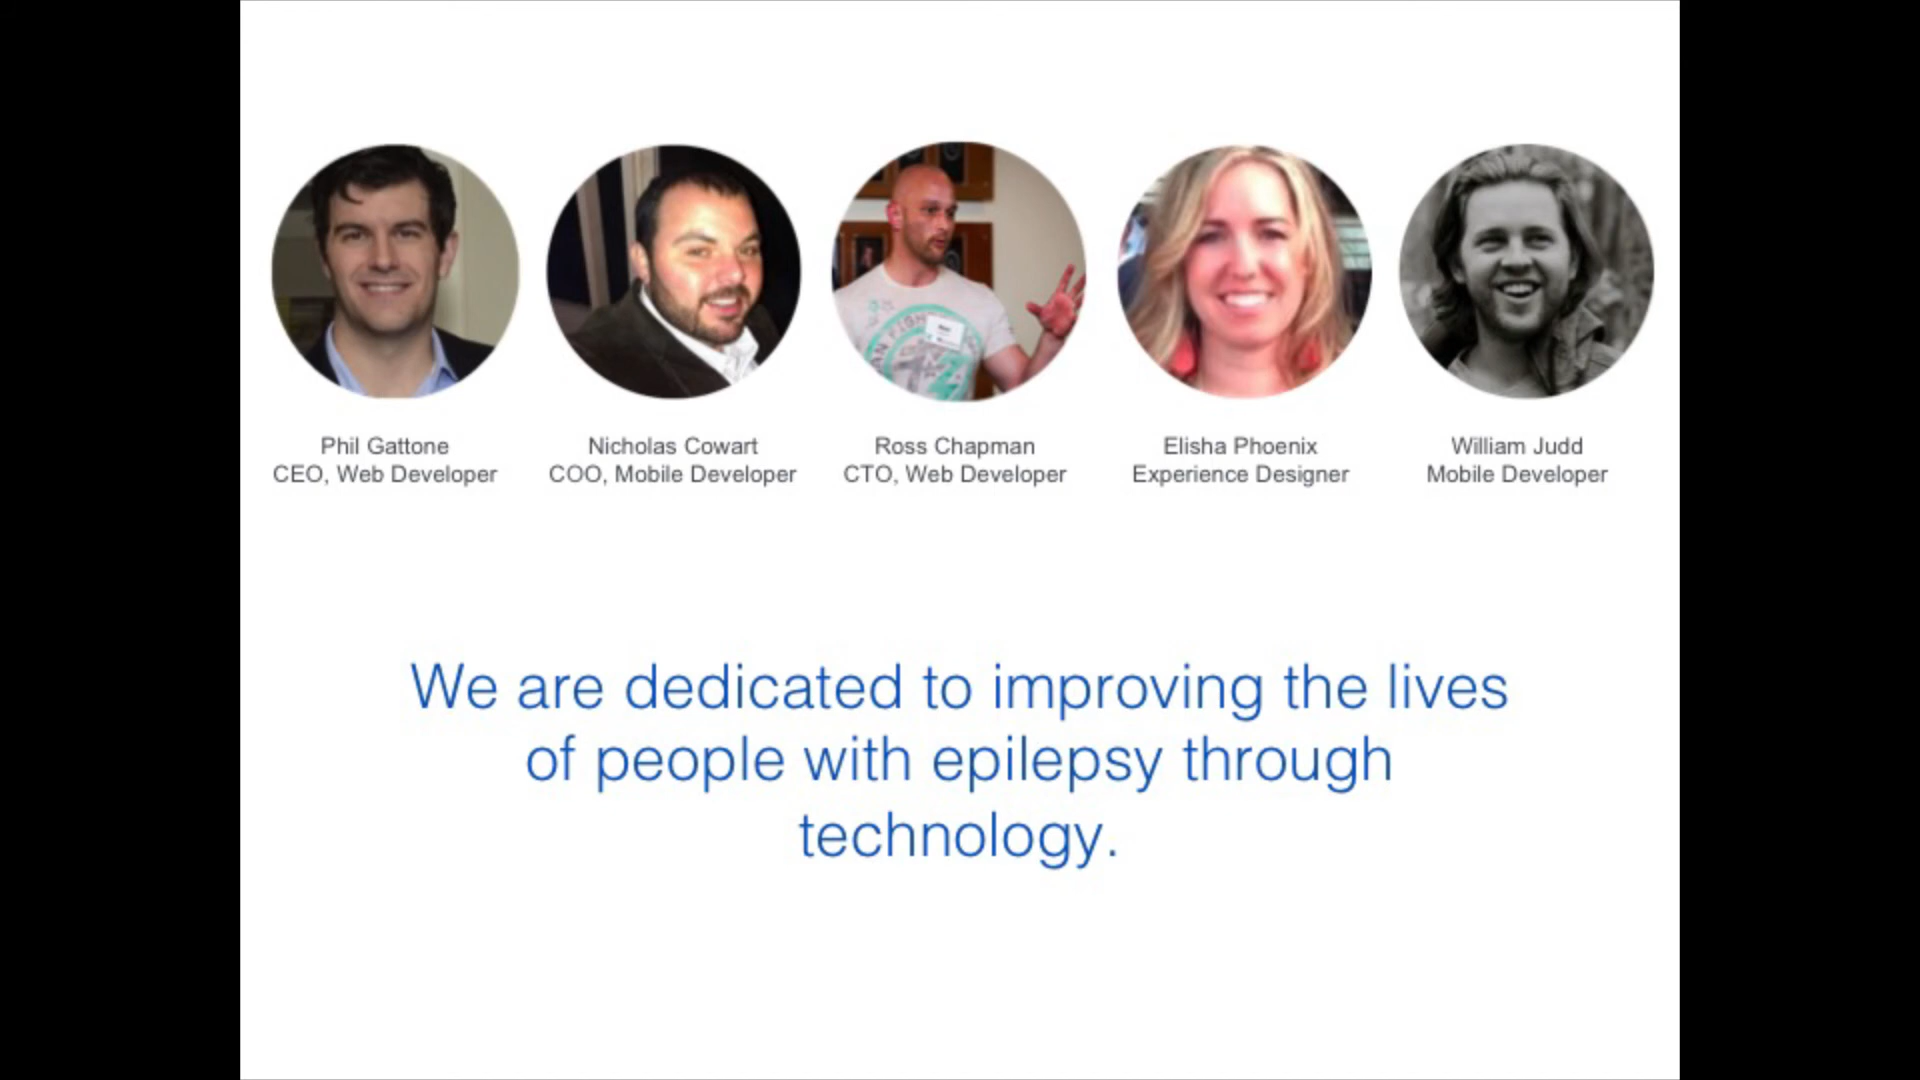 Phil Gattone
CEO, Web Developer
Nicholas Cowart
COO, Mobile Developer
Ross Chapman
CTO, Web Developer
Elisha Phoenix
Experience Designer
William Judd
Mobile Developer
We are dedicated to improving the lives
of people with epilepsy through
technology.